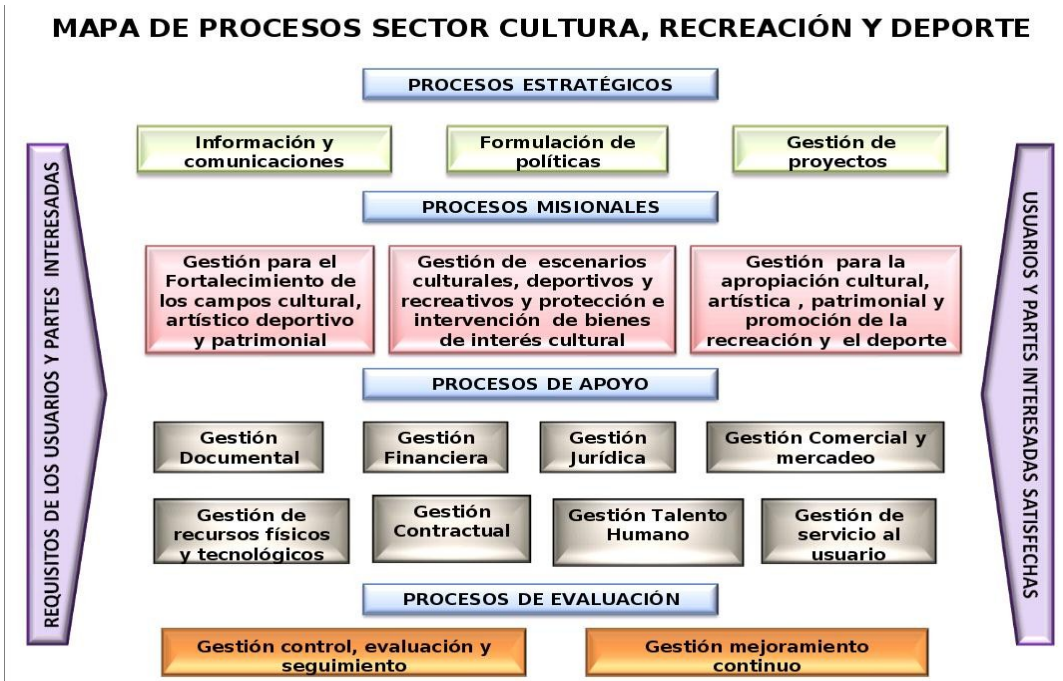 MAPA DE PROCESOS SECTOR CULTURA, RECREACIÓN Y DEPORTE
PROCESOS ESTRATÉGICOS
Información y
comunicaciones
Formulación de
políticas
Gestión de
proyectos
REQUISITOS DE LOS USUARIOS Y PARTES INTERESADAS
PROCESOS MISIONALES
Gestión para el
Fortalecimiento de
los campos cultural,
artístico deportivo
y patrimonial
Gestión de escenarios
culturales, deportivos y
recreativos y protección e
intervención de bienes
de interés cultural
Gestión para la
apropiación cultural,
artística , patrimonial y
promoción de la
recreación y el deporte
USUARIOS Y PARTES INTERESADAS SATISFECHAS
PROCESOS DE APOYO
Gestión
Documental
Gestión
Financiera
Gestión
Jurídica
Gestión Comercial y
mercadeo
Gestión de
recursos físicos
y tecnológicos
Gestión
Contractual
Gestión Talento
Humano
Gestión de
servicio al
usuario
PROCESOS DE EVALUACIÓN
Gestión control, evaluación y
seguimiento
Gestión mejoramiento
continuo